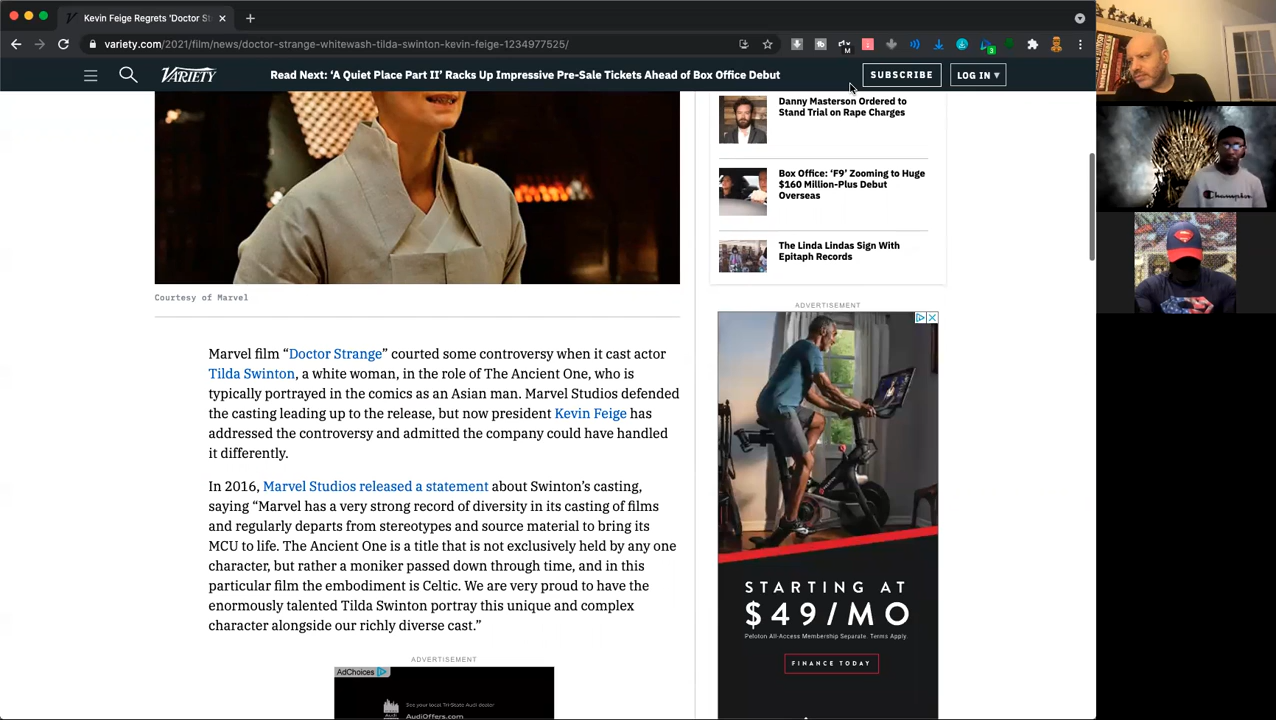 Kevin Feige Regrets 'Doctor St
variety.com/2021/film/news/doctor-strange-whitewash-tilda-swinton-kevin-feige-1234977525/
VARIETY
Read Next: ‘A Quiet Place Part II’ Racks Up Impressive Pre-Sale Tickets Ahead of Box Office Debut
SUBSCRIBE
LOG IN ▾
Courtesy of Marvel
Marvel film “Doctor Strange” courted some controversy when it cast actor
Tilda Swinton, a white woman, in the role of The Ancient One, who is
typically portrayed in the comics as an Asian man. Marvel Studios defended
the casting leading up to the release, but now president Kevin Feige has
addressed the controversy and admitted the company could have handled
it differently.
In 2016, Marvel Studios released a statement about Swinton’s casting,
saying “Marvel has a very strong record of diversity in its casting of films
and regularly departs from stereotypes and source material to bring its
MCU to life. The Ancient One is a title that is not exclusively held by any one
character, but rather a moniker passed down through time, and in this
particular film the embodiment is Celtic. We are very proud to have the
enormously talented Tilda Swinton portray this unique and complex
character alongside our richly diverse cast.”
ADVERTISEMENT
AdChoices
See your local Tri-State Audi dealer
AudiOffers.com
Danny Masterson Ordered to
Stand Trial on Rape Charges
Box Office: ‘F9’ Zooming to Huge
$160 Million-Plus Debut
Overseas
The Linda Lindas Sign With
Epitaph Records
ADVERTISEMENT
STARTING AT
$49/MO
Peloton All-Access Membership Separate. Terms Apply.
FINANCE TODAY
Champion